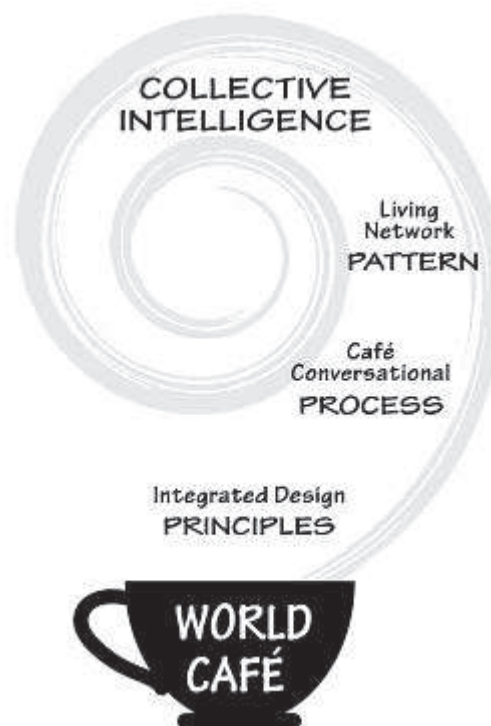 COLLECTIVE
INTELLIGENCE
Living
Network
PATTERN
Café
Conversational
PROCESS
Integrated Design
PRINCIPLES
WORLD
CAFÉ